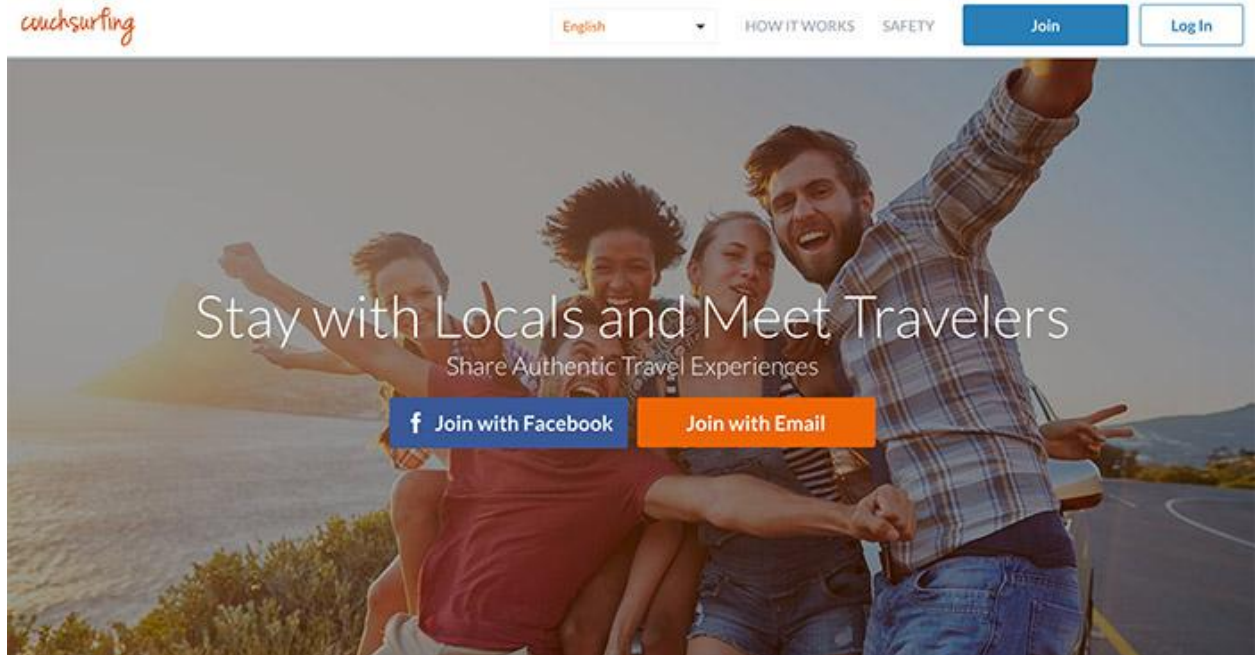 couchsurfing
English
HOW IT WORKS
SAFETY
Join
Log In
Stay with Locals and Meet Travelers
Share Authentic Travel Experiences
f Join with Facebook
Join with Email